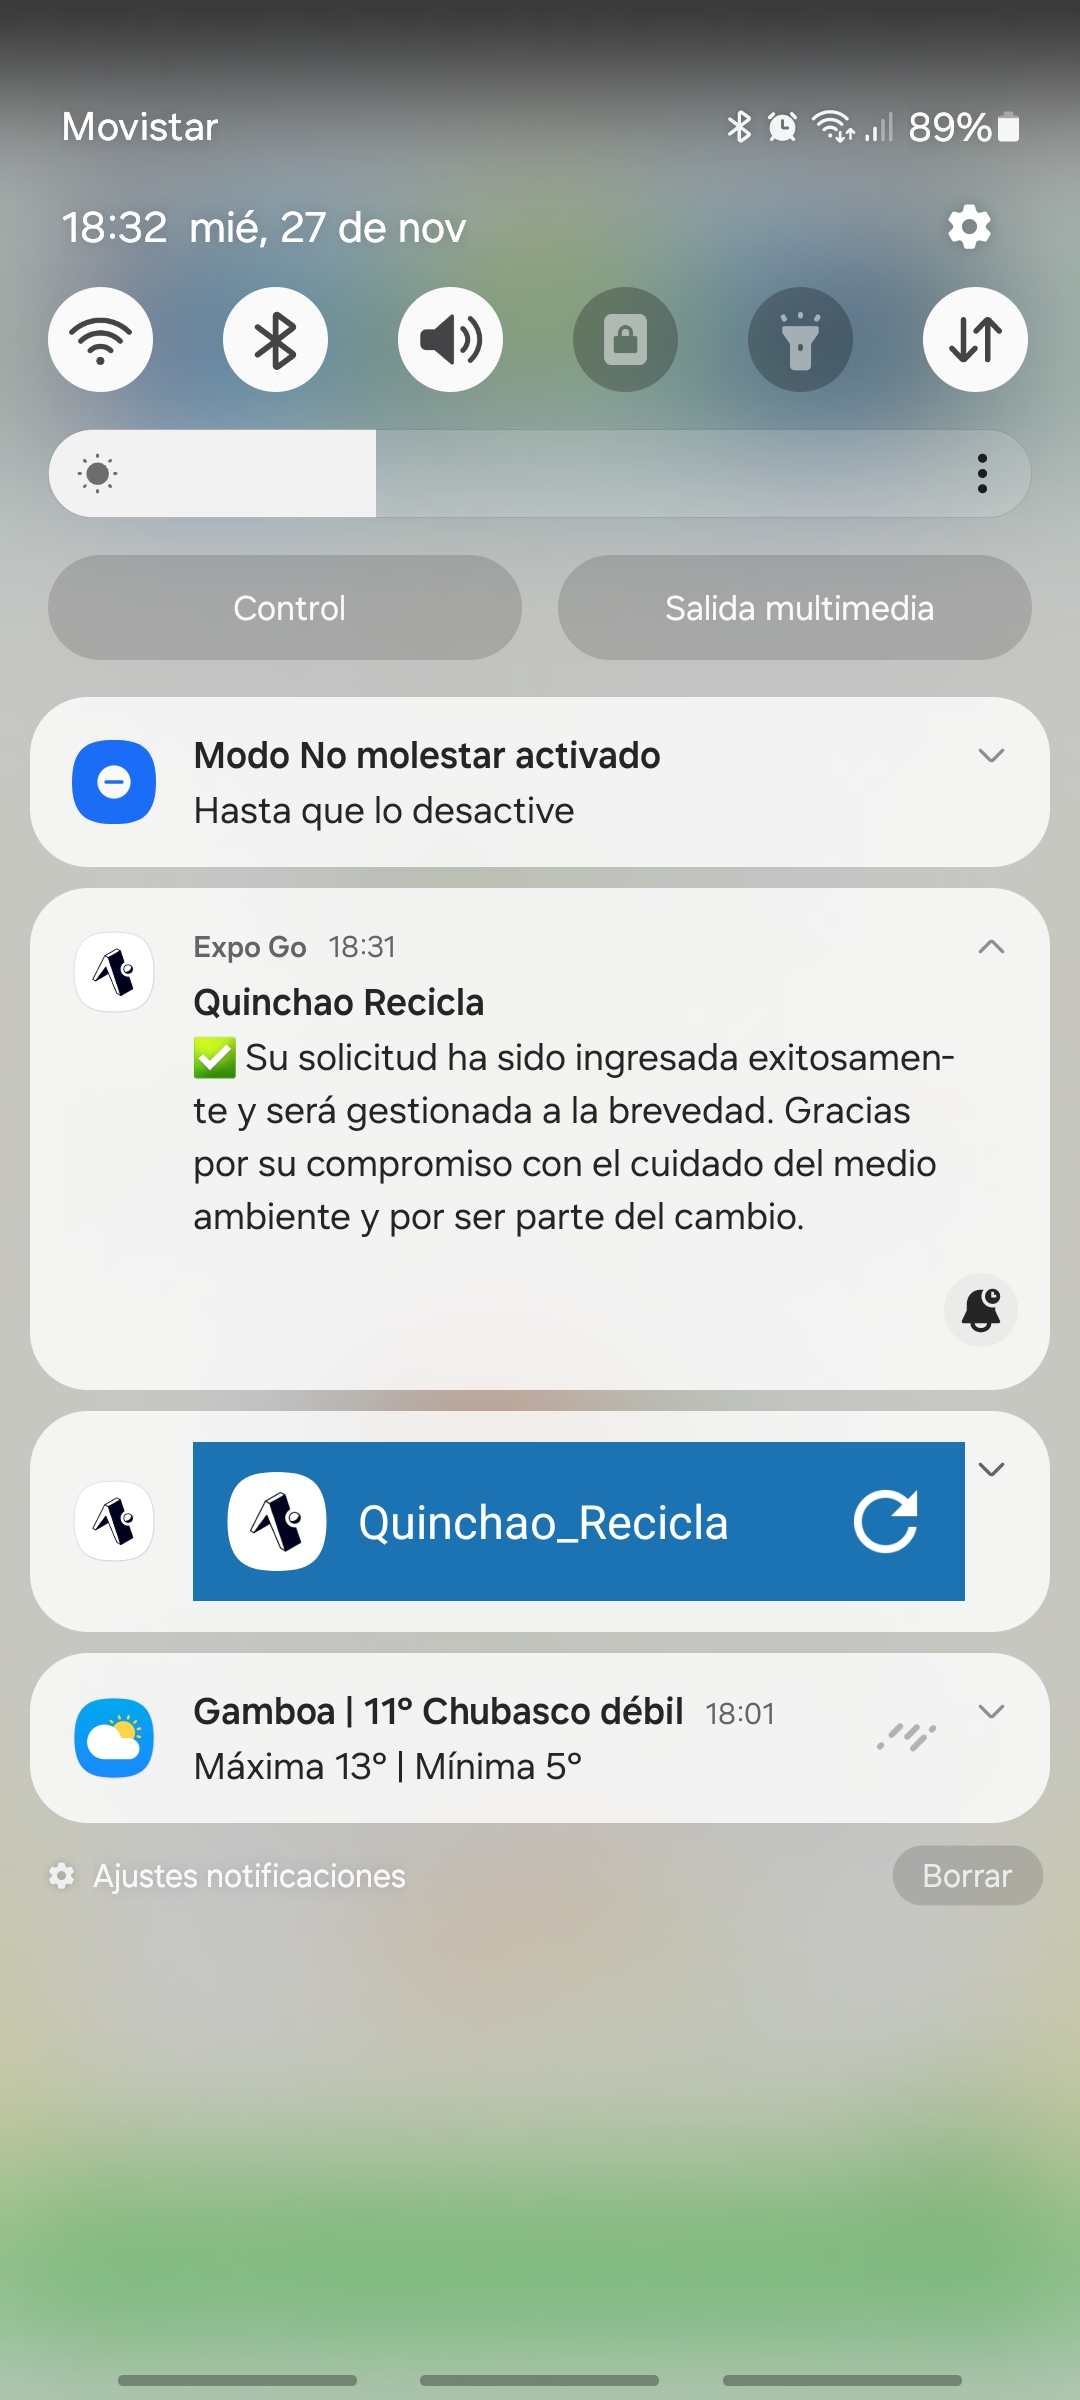 Movistar
89%
18:32 mié, 27 de nov
Control
Salida multimedia
Modo No molestar activado
Hasta que lo desactive
Expo Go 18:31
Quinchao Recicla
✅ Su solicitud ha sido ingresada exitosamen-
te y será gestionada a la brevedad. Gracias
por su compromiso con el cuidado del medio
ambiente y por ser parte del cambio.
Quinchao_Recicla
Gamboa | 11° Chubasco débil 18:01
Máxima 13° | Mínima 5°
Ajustes notificaciones
Borrar